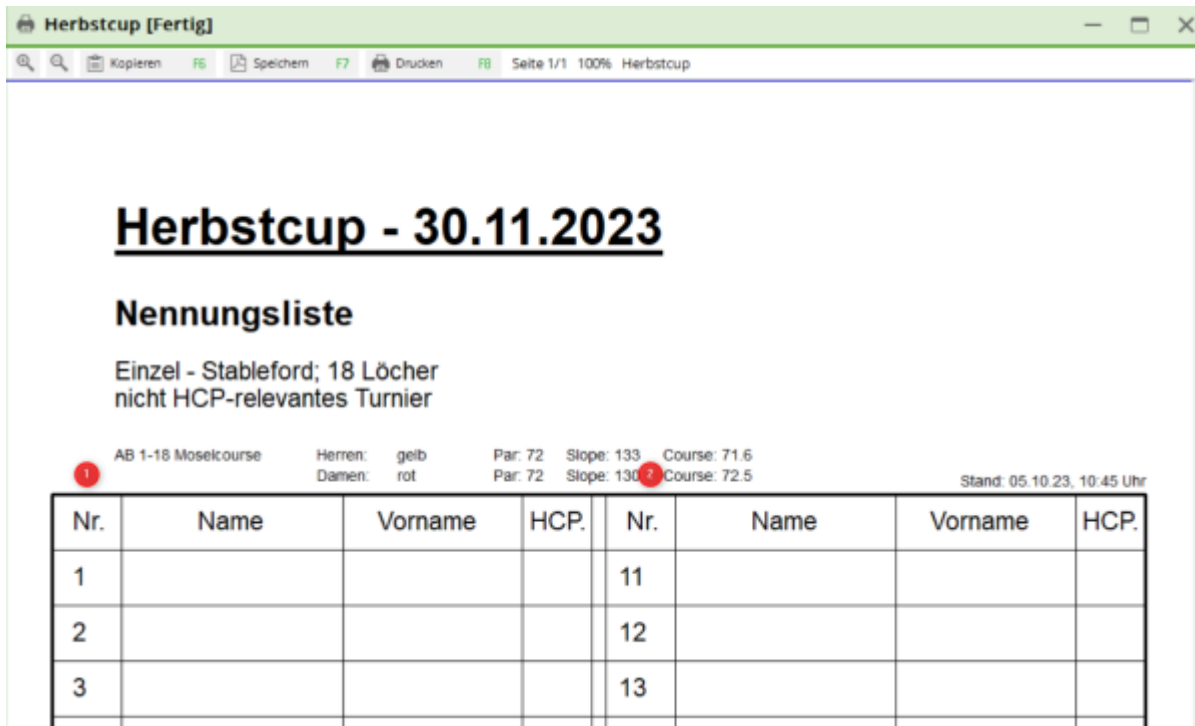 Herbstcup [Fertig]
Kopieren F6 Speichern F7 Drucken F8 Seite 1/1 100% Herbstcup
Herbstcup - 30.11.2023
Nennungsliste
Einzel - Stableford; 18 Löcher
nicht HCP-relevantes Turnier
AB 1-18 Moselcourse Herren: gelb Par: 72 Slope: 133 Course: 71.6
1 Damen: rot Par: 72 Slope: 130 2 Course: 72.5
Stand: 05.10.23, 10:45 Uhr
Nr. Name Vorname HCP. Nr. Name Vorname HCP.
1 11
2 12
3 13